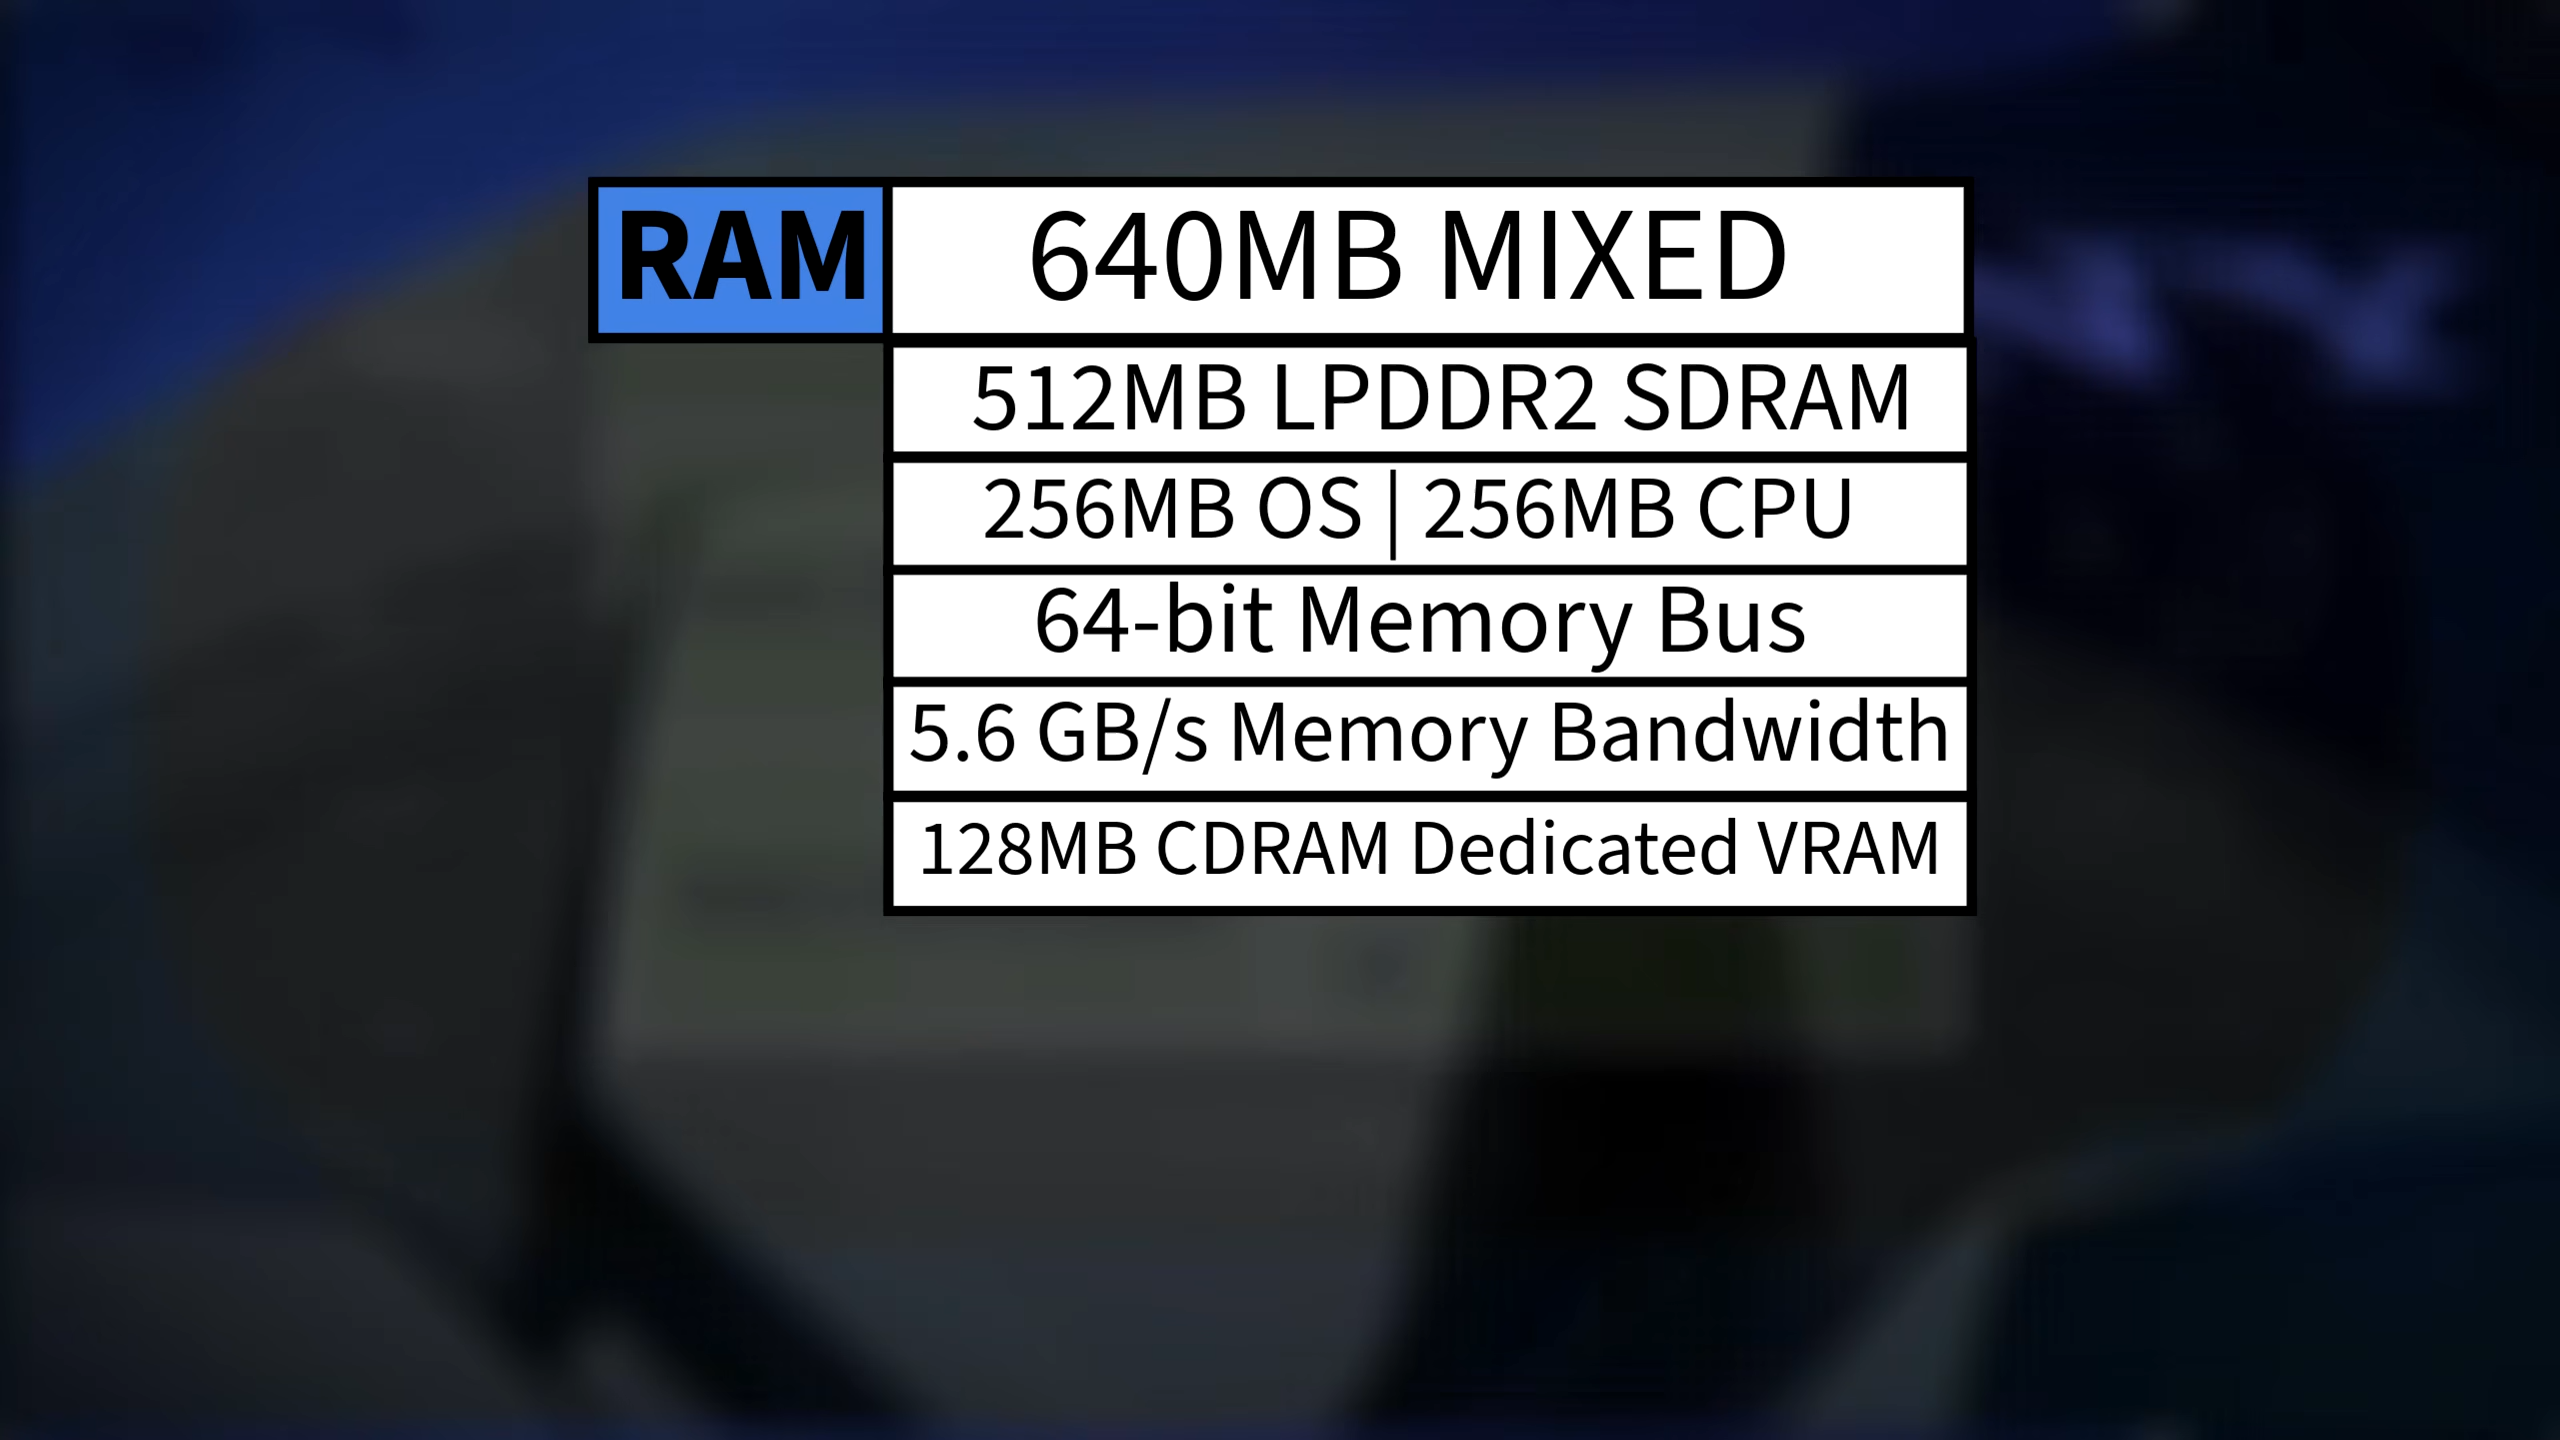 RAM 640MB MIXED
512MB LPDDR2 SDRAM
256MB OS | 256MB CPU
64-bit Memory Bus
5.6 GB/s Memory Bandwidth
128MB CDRAM Dedicated VRAM